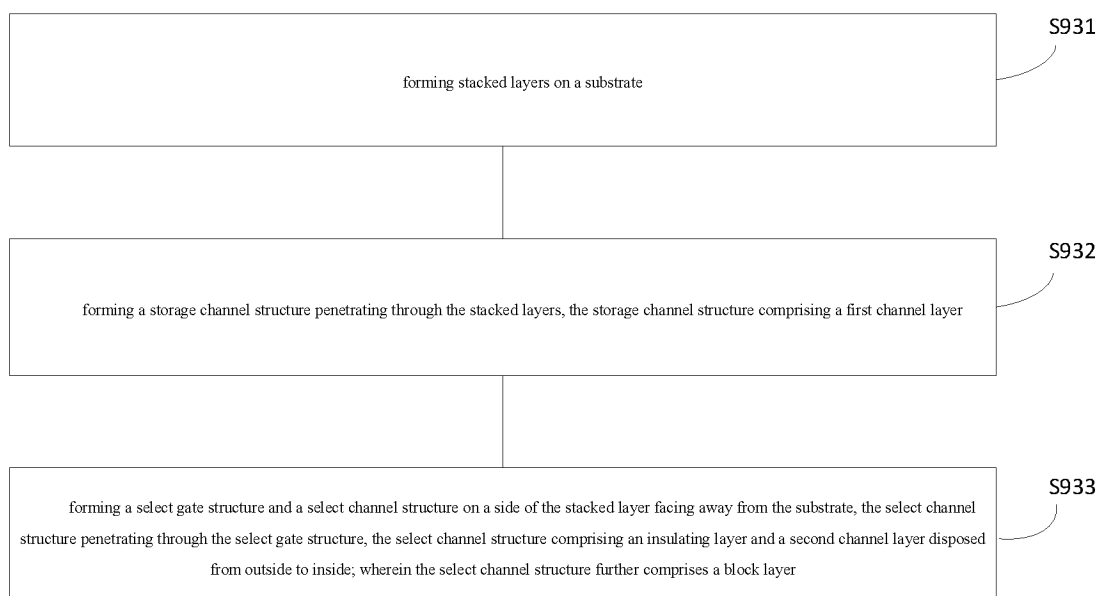 S931
forming stacked layers on a substrate
S932
forming a storage channel structure penetrating through the stacked layers, the storage channel structure comprising a first channel layer
S933
forming a select gate structure and a select channel structure on a side of the stacked layer facing away from the substrate, the select channel
structure penetrating through the select gate structure, the select channel structure comprising an insulating layer and a second channel layer disposed
from outside to inside; wherein the select channel structure further comprises a block layer